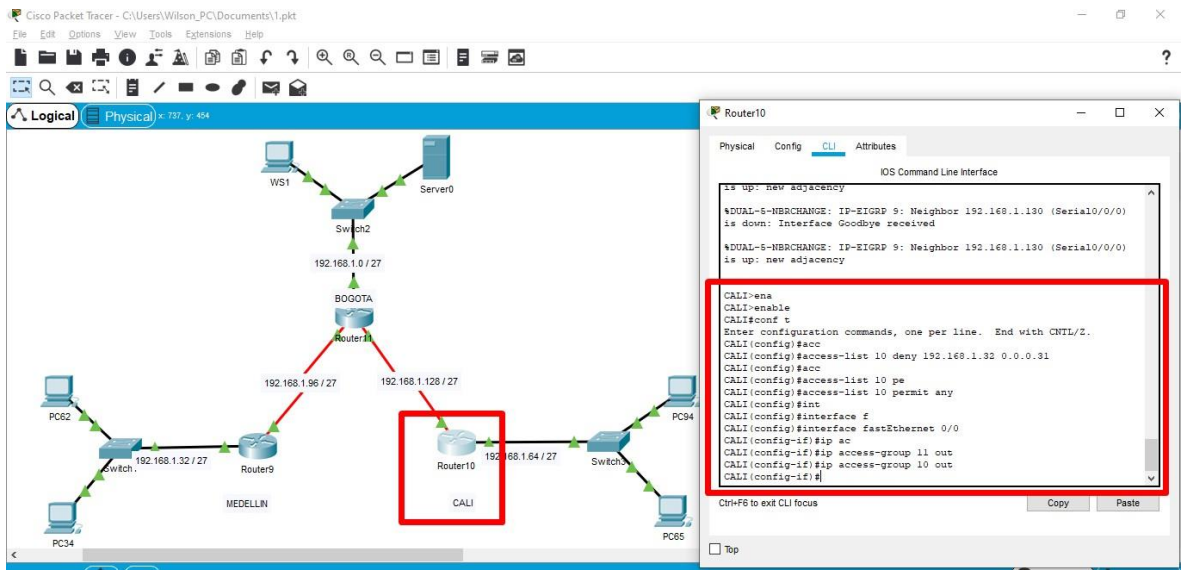 Cisco Packet Tracer - C:\Users\Wilson_PC\Documents\1.pkt
File Edit Options View Tools Extensions Help
?
Logical Physical x: 737, y: 454
WS1
Server0
Switch2
192.168.1.0 / 27
BOGOTA
Router11
192.168.1.96 / 27
192.168.1.128 / 27
PC62
PC94
192.168.1.32 / 27
Router9
Router10
192.168.1.64 / 27
Switch3
MEDELLIN
CALI
PC34
PC65
Router10
Physical Config CLI Attributes
IOS Command Line Interface
is up: new adjacency
%DUAL-5-NBRCHANGE: IP-EIGRP 9: Neighbor 192.168.1.130 (Serial0/0/0)
is down: Interface Goodbye received
%DUAL-5-NBRCHANGE: IP-EIGRP 9: Neighbor 192.168.1.130 (Serial0/0/0)
is up: new adjacency
CALI>ena
CALI>enable
CALI#conf t
Enter configuration commands, one per line. End with CNTL/Z.
CALI(config)#acc
CALI(config)#access-list 10 deny 192.168.1.32 0.0.0.31
CALI(config)#acc
CALI(config)#access-list 10 pe
CALI(config)#access-list 10 permit any
CALI(config)#int
CALI(config)#interface f
CALI(config)#interface fastEthernet 0/0
CALI(config-if)#ip ac
CALI(config-if)#ip access-group 11 out
CALI(config-if)#ip access-group 10 out
CALI(config-if)#
Ctrl+F6 to exit CLI focus
Copy Paste
Top